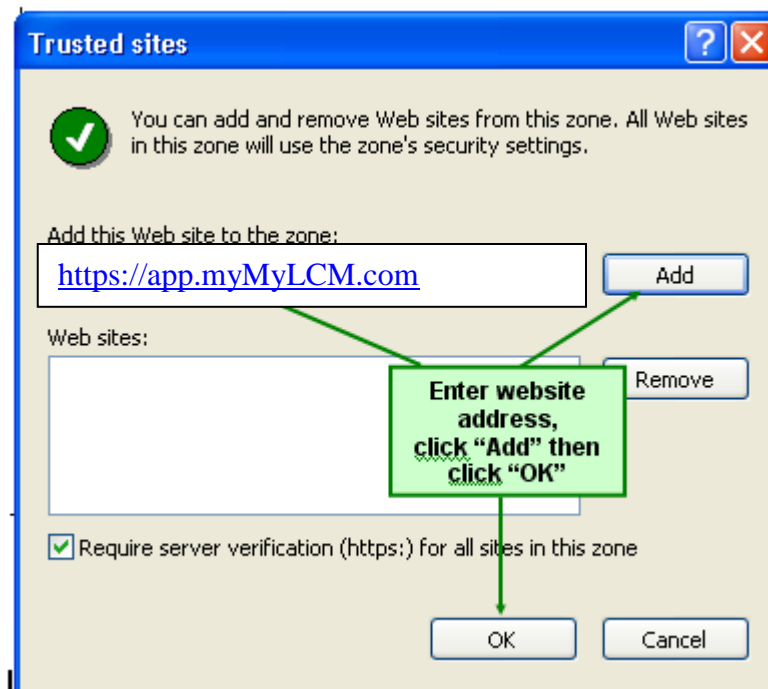 Trusted sites
You can add and remove Web sites from this zone. All Web sites
in this zone will use the zone's security settings.
Add this Web site to the zone:
https://app.myMyLCM.com
Add
Web sites:
Remove
Enter website
address,
click “Add” then
click “OK”
Require server verification (https:) for all sites in this zone
OK
Cancel